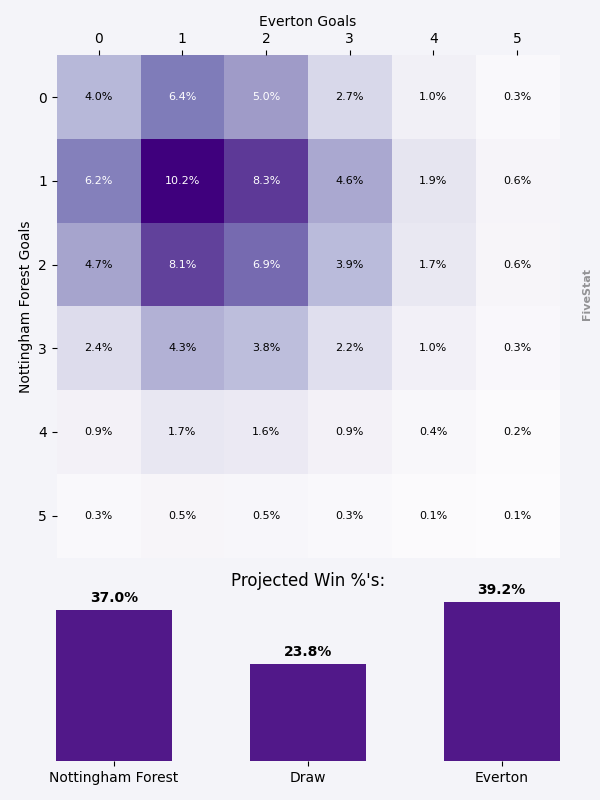 Everton Goals
0 1 2 3 4 5
0 4.0% 6.4% 5.0% 2.7% 1.0% 0.3%
1 6.2% 10.2% 8.3% 4.6% 1.9% 0.6%
2 4.7% 8.1% 6.9% 3.9% 1.7% 0.6%
3 2.4% 4.3% 3.8% 2.2% 1.0% 0.3%
4 0.9% 1.7% 1.6% 0.9% 0.4% 0.2%
5 0.3% 0.5% 0.5% 0.3% 0.1% 0.1%
Nottingham Forest Goals
FiveStat
Projected Win %'s:
37.0% 23.8% 39.2%
Nottingham Forest Draw Everton